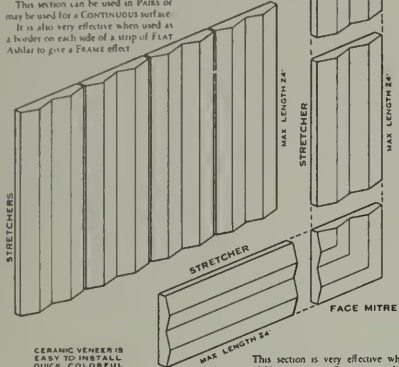 This section can be used in PAIRS or
may be used for a CONTINUOUS surface
It is also very effective when used as
a border on each side of a strip of FLAT
Ashlar to give a FRAME effect
MAX LENGTH 24"
STRETCHER
MAX LENGTH 24"
STRETCHERS
STRETCHER
MAX LENGTH 24"
FACE MITRE
CERAMIC VENEER IS
EASY TO INSTALL
QUICK, COLORFUL
This section is very effective